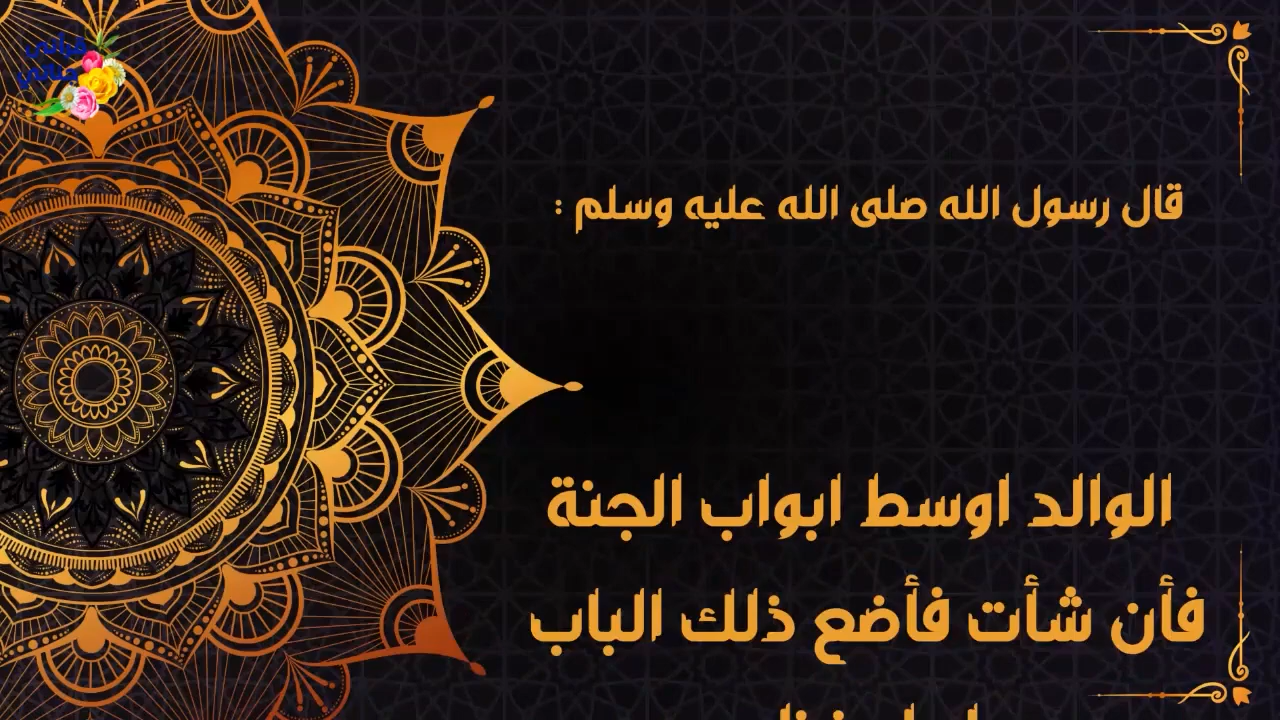 قال رسول الله صلى الله عليه وسلم :
الوالد اوسط ابواب الجنة
فأن شأت فأضع ذلك الباب